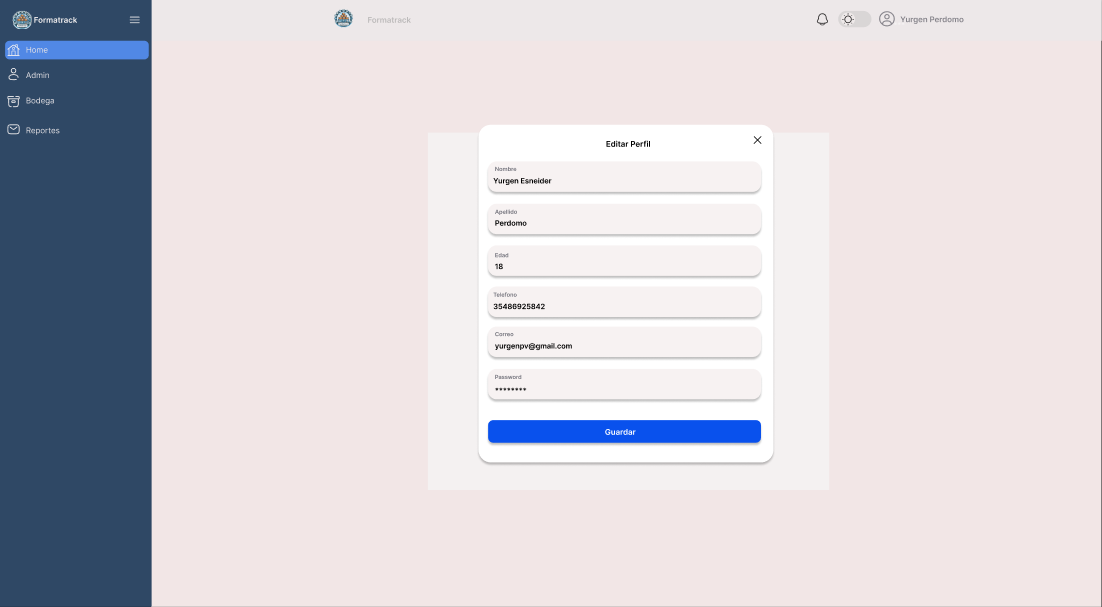 Formatrack
Formatrack
Yurgen Perdomo
Home
Admin
Bodega
Reportes
Editar Perfil
Nombre
Yurgen Esneider
Apellido
Perdomo
Edad
18
Telefono
35486925842
Correo
yurgenpv@gmail.com
Password
********
Guardar